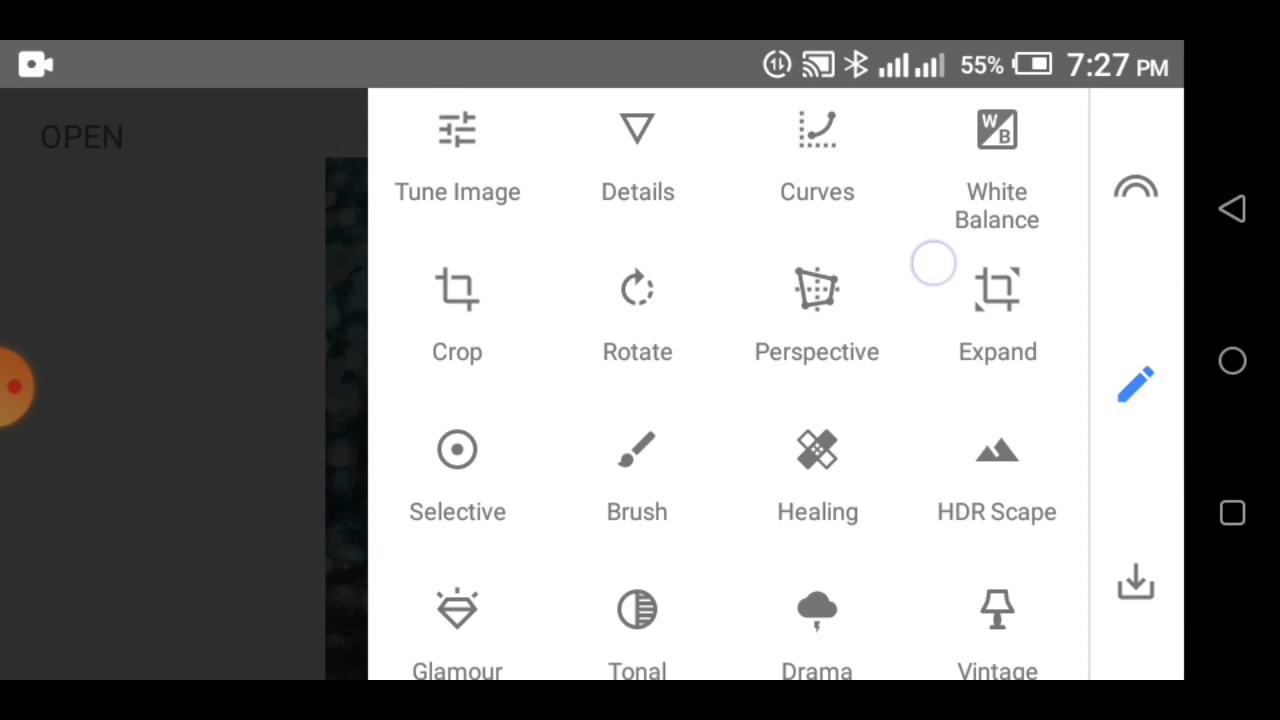 55% 7:27 PM
OPEN
Tune Image Details Curves White Balance
Crop Rotate Perspective Expand
Selective Brush Healing HDR Scape
Glamour Tonal Drama Vintage